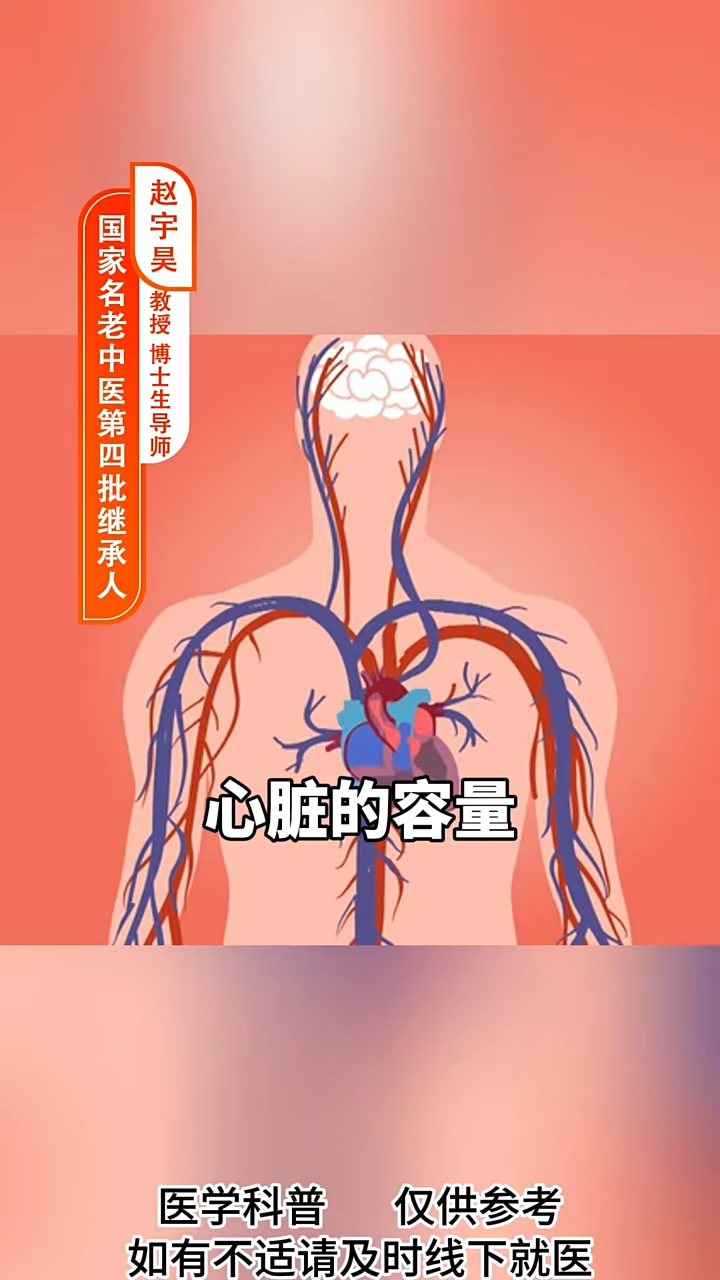 赵宇昊
教授 博士生导师
国家名老中医第四批继承人
心脏的容量
医学科普 仅供参考
如有不适请及时线下就医